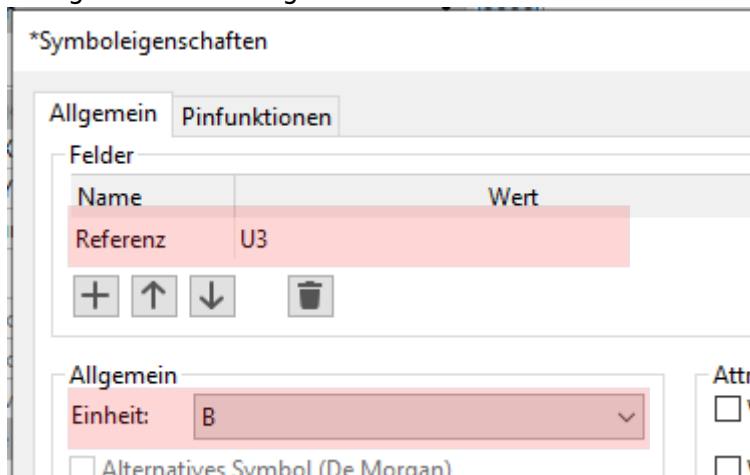 *Symboleigenschaften
Allgemein Pinfunktionen
Felder
Name Wert
Referenz U3
Allgemein
Einheit: B
Alternatives Symbol (De Morgan)